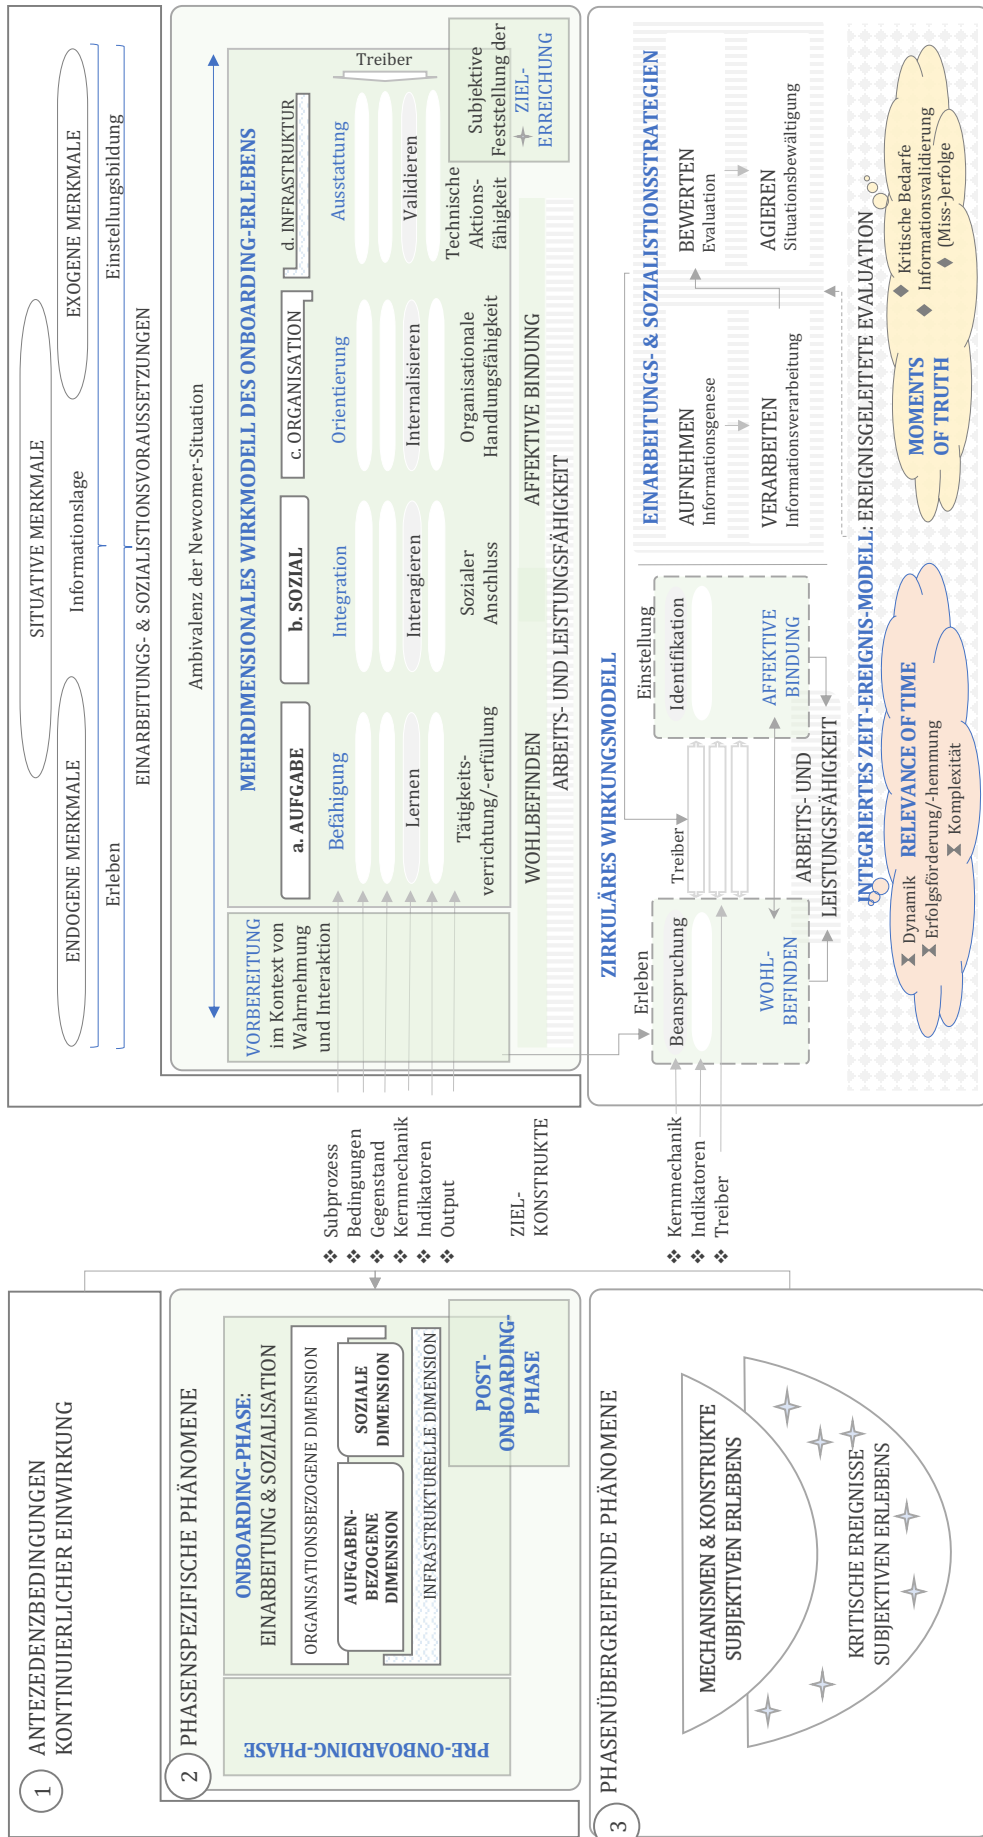 1
ANTEZEDENZBEDINGUNGEN
KONTINUIERLICHER EINWIRKUNG
2
PHASENSPEZIFISCHE PHÄNOMENE
PRE-ONBOARDING-PHASE
ONBOARDING-PHASE:
EINARBEITUNG & SOZIALISATION
ORGANISATIONSBEZOGENE DIMENSION
AUFGABEN-
BEZOGENE
DIMENSION
SOZIALE
DIMENSION
INFRASTRUKTURELLE DIMENSION
POST-
ONBOARDING-
PHASE
3
PHASENÜBERGREIFENDE PHÄNOMENE
MECHANISMEN & KONSTRUKTE
SUBJEKTIVEN ERLEBENS
KRITISCHE EREIGNISSE
SUBJEKTIVEN ERLEBENS
❖ Subprozess
❖ Bedingungen
❖ Gegenstand
❖ Kernmechanik
❖ Indikatoren
❖ Output
ZIEL-
KONSTRUKTE
❖ Kernmechanik
❖ Indikatoren
❖ Treiber
SITUATIVE MERKMALE
ENDOGENE MERKMALE
Informationslage
EXOGENE MERKMALE
Erleben
Einstellungsbildung
EINARBEITUNGS- & SOZIALISTIONSVORAUSSETZUNGEN
Ambivalenz der Newcomer-Situation
VORBEREITUNG
im Kontext von
Wahrnehmung
und Interaktion
MEHRDIMENSIONALES WIRKMODELL DES ONBOARDING-ERLEBENS
a. AUFGABE
b. SOZIAL
c. ORGANISATION
d. INFRASTRUKTUR
Befähigung
Integration
Orientierung
Ausstattung
Treiber
Lernen
Interagieren
Internalisieren
Validieren
Tätigkeits-
verrichtung/-erfüllung
Sozialer
Anschluss
Organisationale
Handlungsfähigkeit
Technische
Aktions-
fähigkeit
Subjektive
Feststellung der
ZIEL-
ERREICHUNG
WOHLBEFINDEN
AFFEKTIVE BINDUNG
ARBEITS- UND LEISTUNGSFÄHIGKEIT
ZIRKULÄRES WIRKUNGSMODELL
Erleben
Beanspruchung
WOHL-
BEFINDEN
Treiber
Einstellung
Identifikation
AFFEKTIVE
BINDUNG
ARBEITS- UND
LEISTUNGSFÄHIGKEIT
EINARBEITUNGS- & SOZIALISTIONSSTRATEGIEN
AUFNEHMEN
Informationsgenese
VERARBEITEN
Informationsverarbeitung
BEWERTEN
Evaluation
AGIEREN
Situationsbewältigung
INTEGRIERTES ZEIT-EREIGNIS-MODELL: EREIGNISGELEITETE EVALUATION
RELEVANCE OF TIME
Dynamik
Erfolgsförderung/-hemmung
Komplexität
MOMENTS
OF TRUTH
Kritische Bedarfe
Informationsvalidierung
(Miss-)erfolge